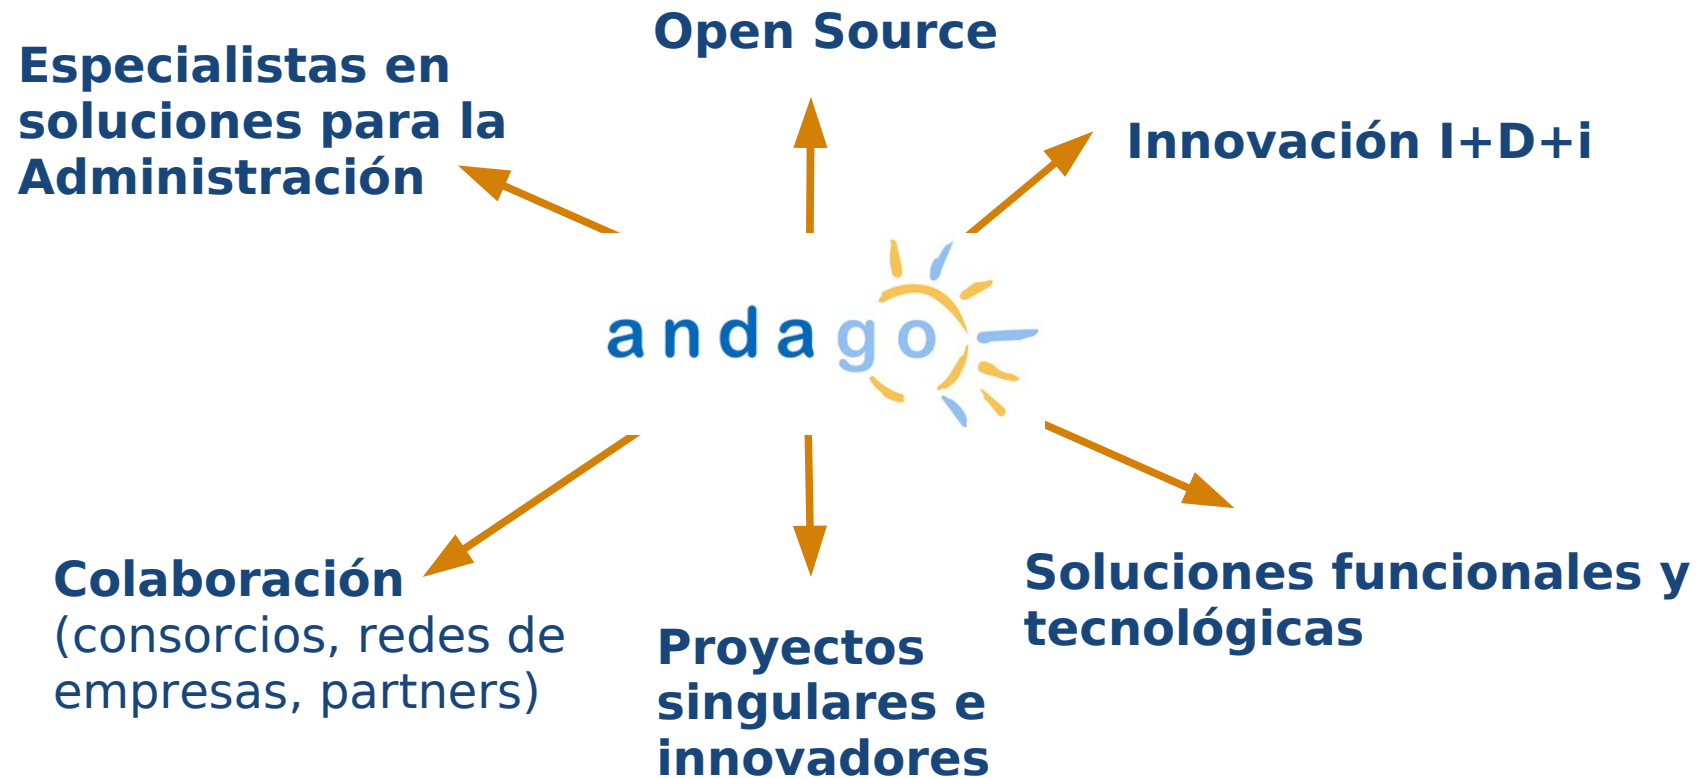 Open Source
Especialistas en
soluciones para la
Administración
Innovación I+D+i
andago
Colaboración
(consorcios, redes de
empresas, partners)
Proyectos
singulares e
innovadores
Soluciones funcionales y
tecnológicas